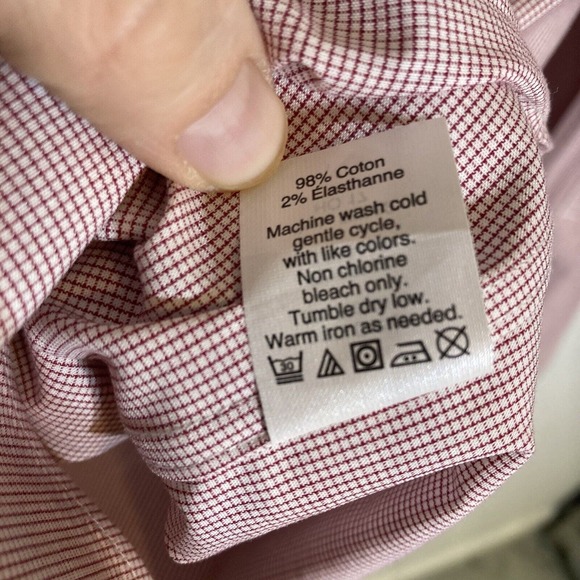 98% Coton
2% Élasthanne
Machine wash cold
gentle cycle,
with like colors.
Non chlorine
bleach only.
Tumble dry low.
Warm iron as needed.
30